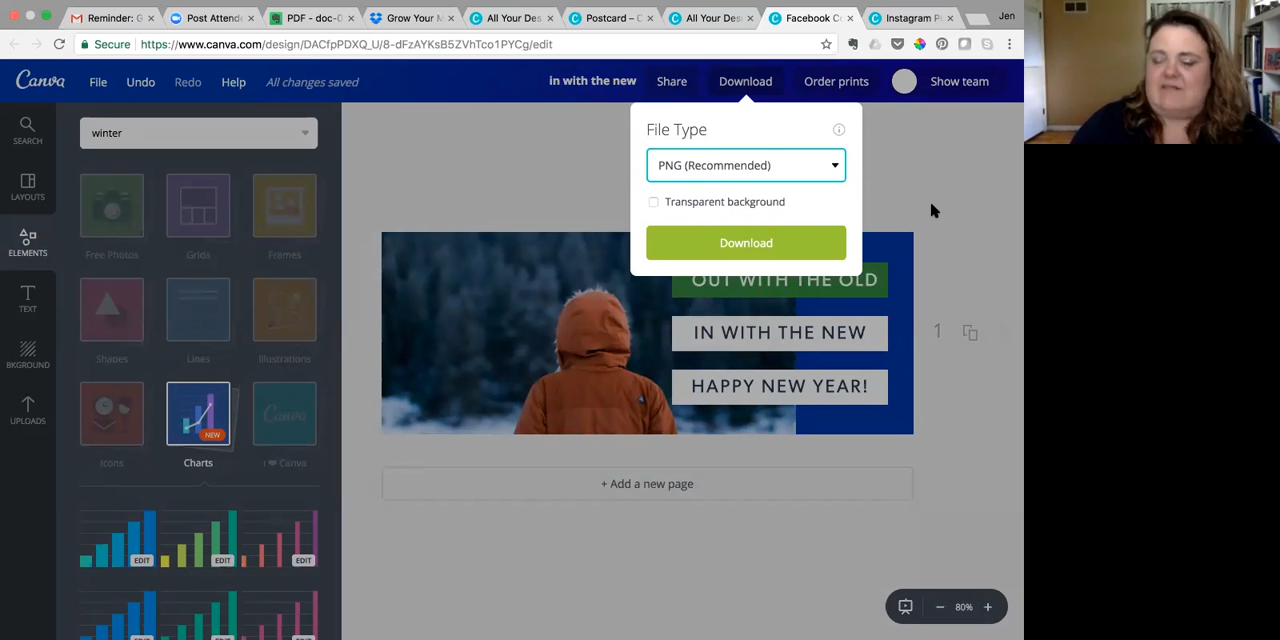 Reminder: G
Post Attend
PDF - doc-D
Grow Your M
All Your Des
Postcard – C
All Your Des
Facebook C
Instagram P
Jen
Secure
https://www.canva.com/design/DACfpPDXQ_U/8-dFzAYKsB5ZVhTco1PYCg/edit
Canva
File
Undo
Redo
Help
All changes saved
in with the new
Share
Download
Order prints
Show team
SEARCH
LAYOUTS
ELEMENTS
TEXT
BKGROUND
UPLOADS
winter
Free Photos
Grids
Frames
Shapes
Lines
Illustrations
NEW
Canva
Icons
Charts
I ❤ Canva
EDIT
EDIT
EDIT
File Type
PNG (Recommended)
Transparent background
Download
OUT WITH THE OLD
IN WITH THE NEW
HAPPY NEW YEAR!
1
+ Add a new page
80%